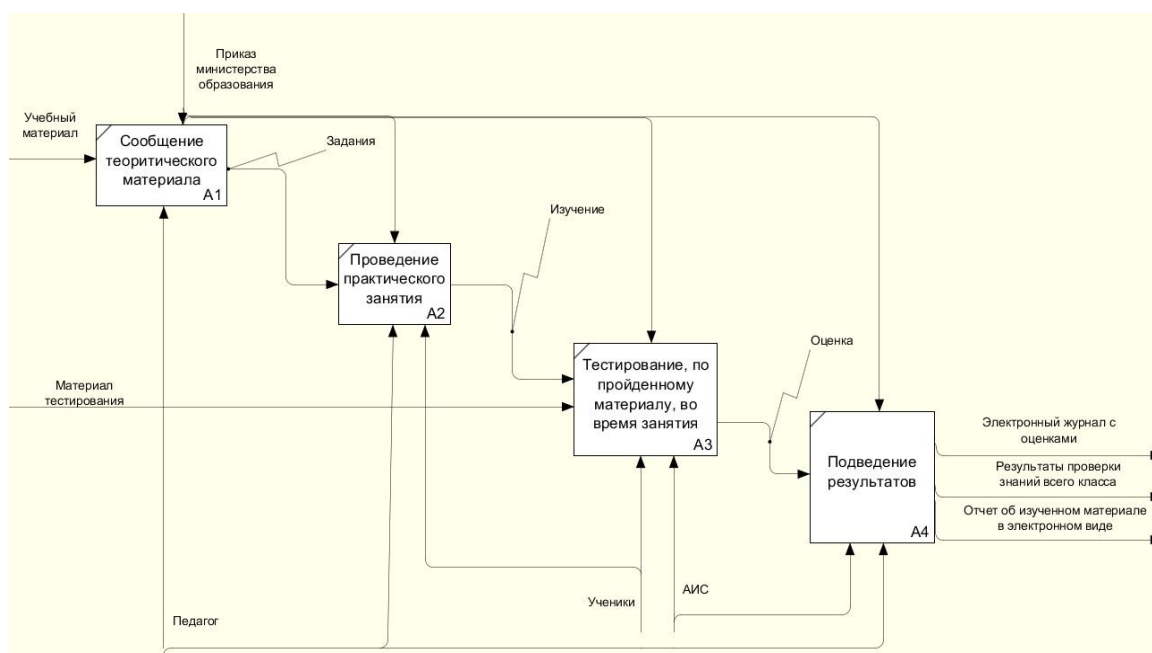 Приказ
министерства
образования
Учебный
материал
Сообщение
теоритического
материала
A1
Задания
Изучение
Проведение
практического
занятия
A2
Оценка
Материал
тестирования
Тестирование, по
пройденному
материалу, во
время занятия
A3
Подведение
результатов
A4
Электронный журнал с
оценками
Результаты проверки
знаний всего класса
Отчет об изученном материале
в электронном виде
Ученики
АИС
Педагог